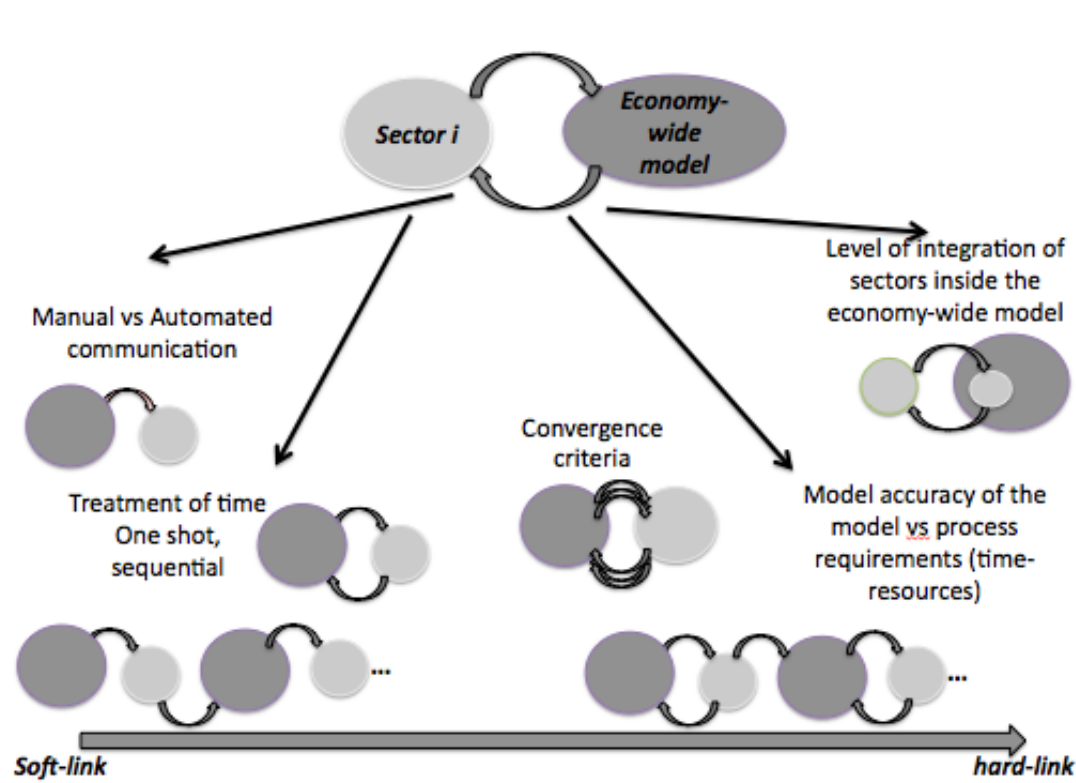 Sector i
Economy-
wide
model
Level of integration of
sectors inside the
economy-wide model
Manual vs Automated
communication
Convergence
criteria
Treatment of time
One shot,
sequential
Model accuracy of the
model vs process
requirements (time-
resources)
...
...
Soft-link
hard-link